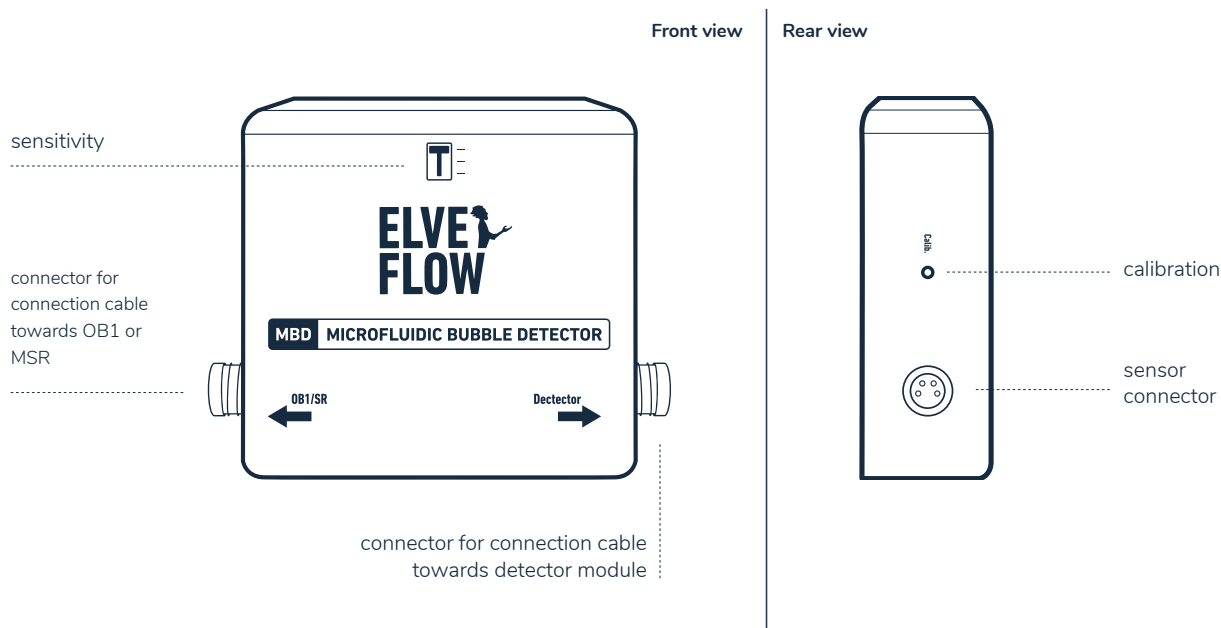 Front view
Rear view
sensitivity
ELVE
FLOW
connector for
connection cable
towards OB1 or
MSR
MBD MICROFLUIDIC BUBBLE DETECTOR
OB1/SR
Dectector
connector for connection cable
towards detector module
Calib.
calibration
sensor
connector